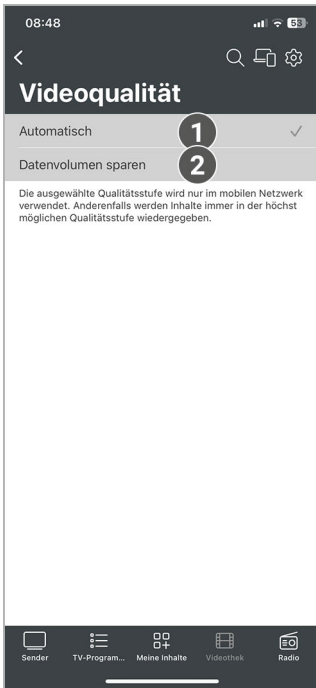 08:48
53
Videoqualität
Automatisch 1
Datenvolumen sparen 2
Die ausgewählte Qualitätsstufe wird nur im mobilen Netzwerk
verwendet. Anderenfalls werden Inhalte immer in der höchst
möglichen Qualitätsstufe wiedergegeben.
Sender TV-Program... Meine Inhalte Videothek Radio